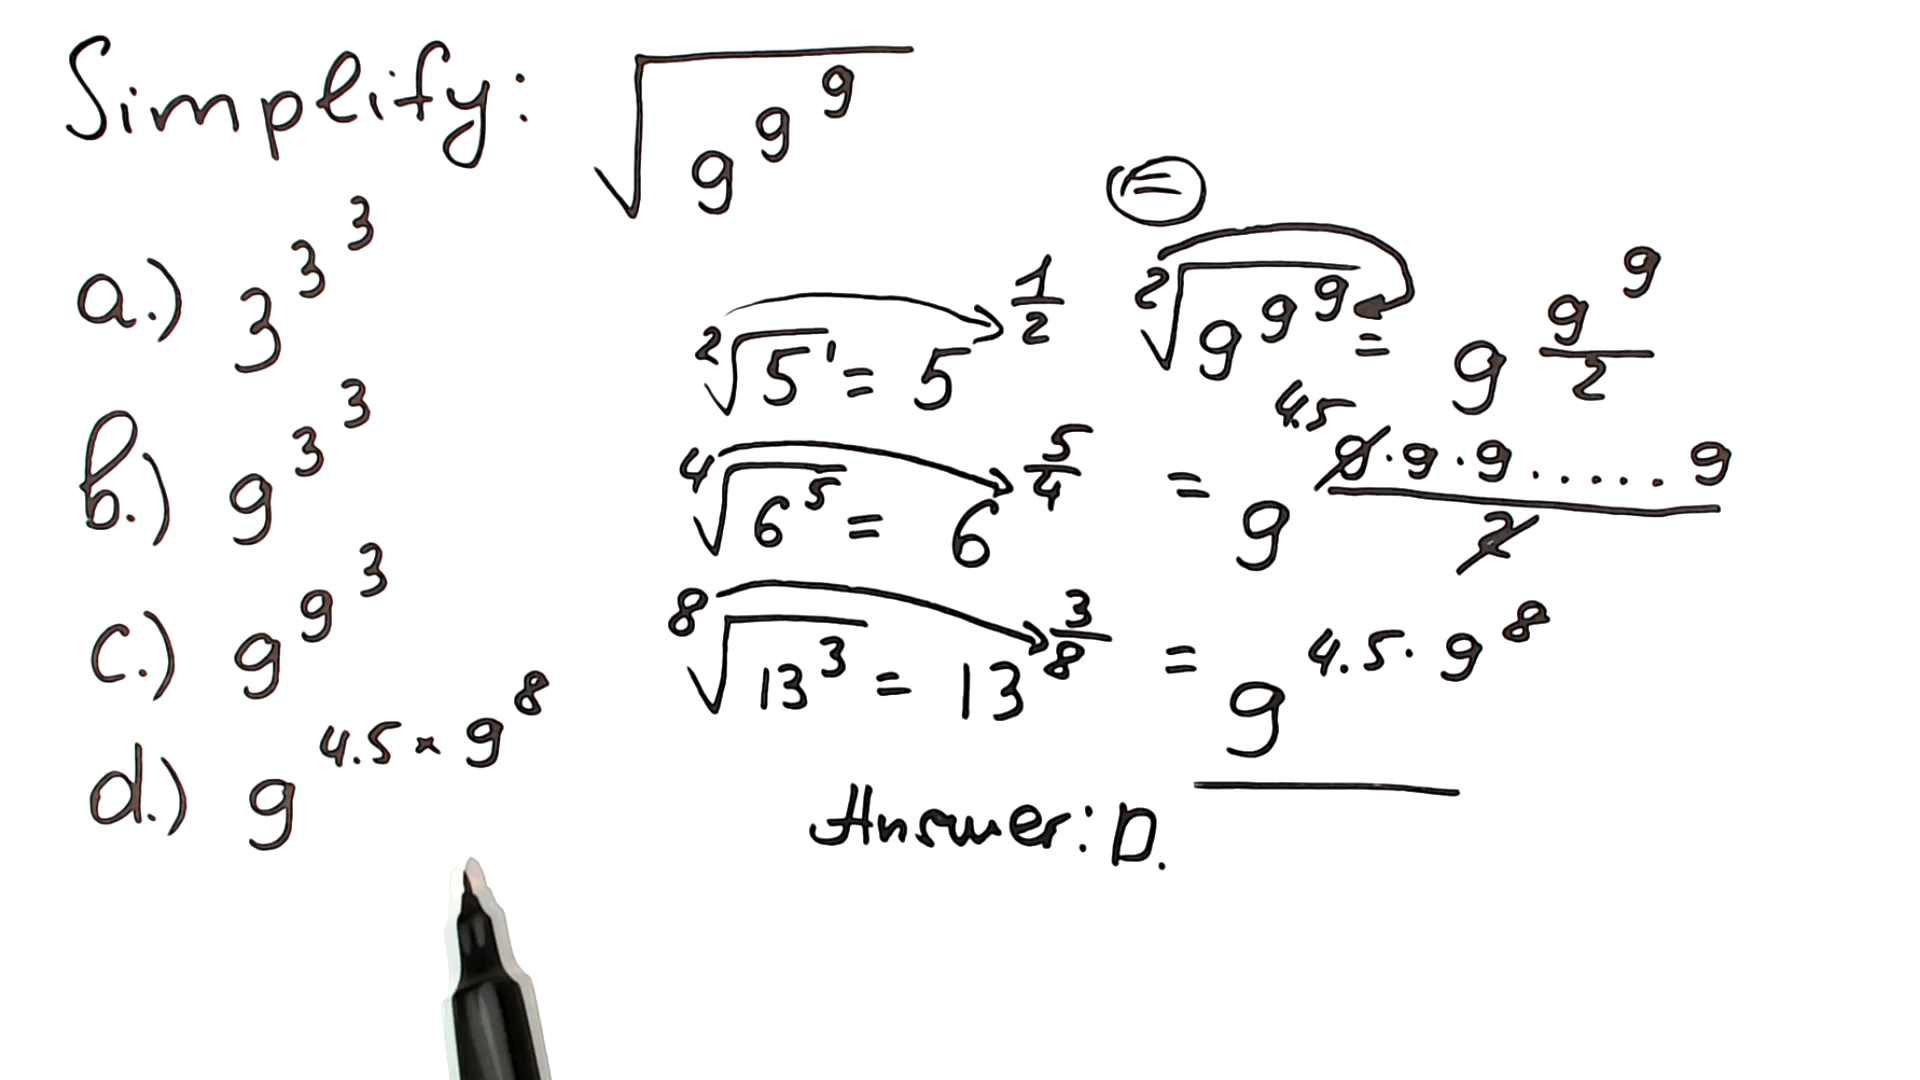 Simplify: √(9^9^9)
a.) 3^3^3
b.) 9^3^3
c.) 9^9^3
d.) 9^(4.5 × 9^8)
²√5¹ = 5^(1/2)
⁴√6⁵ = 6^(5/4)
⁸√13³ = 13^(3/8)
=
²√(9^9^9) = 9^(9^9/2)
4.5
= 9^(9·9·9.....9/2)
= 9^(4.5·9^8)
Answer: D.